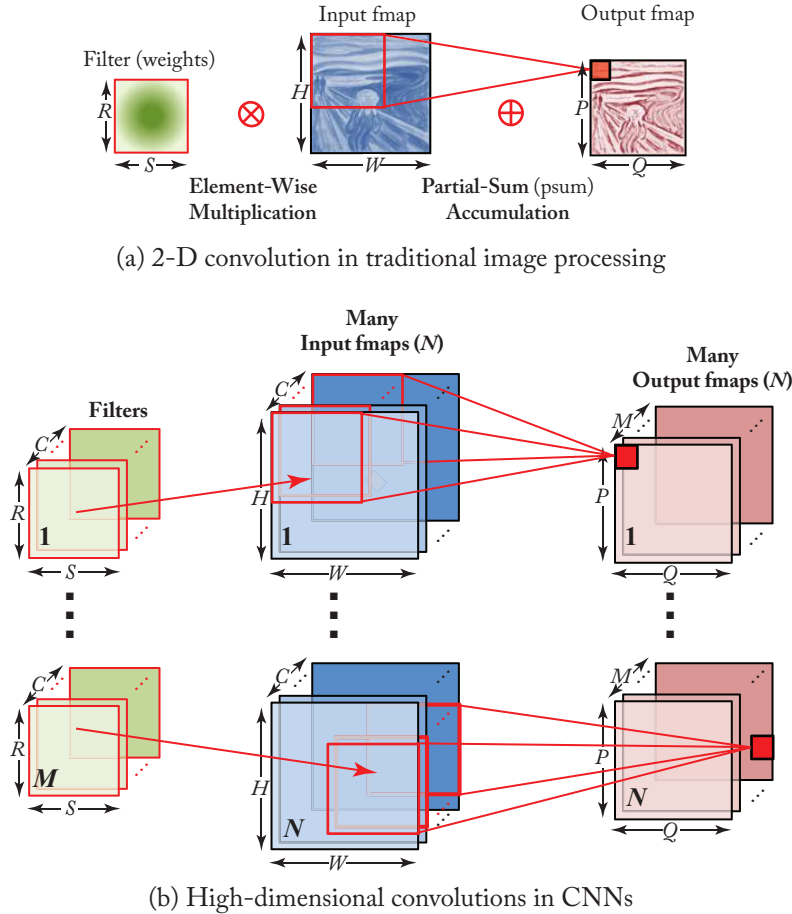 Input fmap
Output fmap
Filter (weights)
R
S
H
W
P
Q
Element-Wise
Multiplication
Partial-Sum (psum)
Accumulation
(a) 2-D convolution in traditional image processing
Many
Input fmaps (N)
Many
Output fmaps (N)
Filters
C
R
1
S
C
H
1
W
M
P
1
Q
C
R
M
S
C
H
N
W
M
P
N
Q
(b) High-dimensional convolutions in CNNs